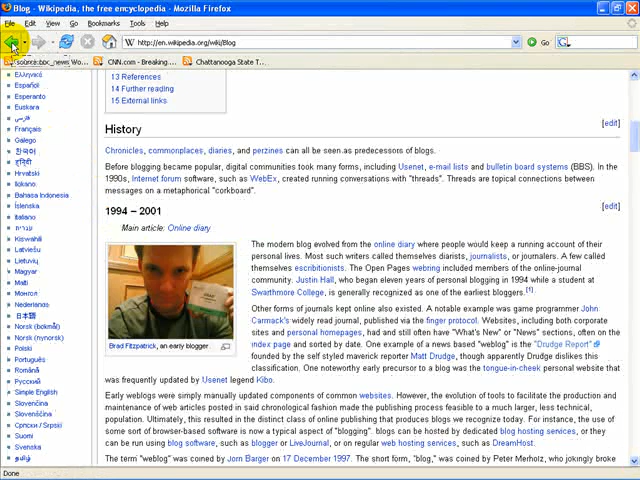 Blog - Wikipedia, the free encyclopedia - Mozilla Firefox
File Edit View Go Bookmarks Tools Help
http://en.wikipedia.org/wiki/Blog Go
CNN.com - Breaking ... Chattanooga State T...
Ελληνικά
Español
Esperanto
Euskara
فارسی
Français
Galego
한국어
हिन्दी
Hrvatski
Ilokano
Bahasa Indonesia
Íslenska
Italiano
עברית
Kiswahili
Latviešu
Lietuvių
Magyar
Malti
Монгол
Nederlands
日本語
Norsk (bokmål)
Norsk (nynorsk)
Polski
Português
Română
Русский
Simple English
Slovenčina
Slovenščina
Српски / Srpski
Suomi
Svenska
தமிழ்
13 References
14 Further reading
15 External links
History [edit]
Chronicles, commonplaces, diaries, and perzines can all be seen as predecessors of blogs.
Before blogging became popular, digital communities took many forms, including Usenet, e-mail lists and bulletin board systems (BBS). In the
1990s, Internet forum software, such as WebEx, created running conversations with "threads". Threads are topical connections between
messages on a metaphorical "corkboard".
1994 – 2001 [edit]
Main article: Online diary
Brad Fitzpatrick, an early blogger
The modern blog evolved from the online diary where people would keep a running account of their
personal lives. Most such writers called themselves diarists, journalists, or journalers. A few called
themselves escribitionists. The Open Pages webring included members of the online-journal
community. Justin Hall, who began eleven years of personal blogging in 1994 while a student at
Swarthmore College, is generally recognized as one of the earliest bloggers.[1]
Other forms of journals kept online also existed. A notable example was game programmer John
Carmack's widely read journal, published via the finger protocol. Websites, including both corporate
sites and personal homepages, had and still often have "What's New" or "News" sections, often on the
index page and sorted by date. One example of a news based "weblog" is the "Drudge Report"
founded by the self styled maverick reporter Matt Drudge, though apparently Drudge dislikes this
classification. One noteworthy early precursor to a blog was the tongue-in-cheek personal website that
was frequently updated by Usenet legend Kibo.
Early weblogs were simply manually updated components of common websites. However, the evolution of tools to facilitate the production and
maintenance of web articles posted in said chronological fashion made the publishing process feasible to a much larger, less technical,
population. Ultimately, this resulted in the distinct class of online publishing that produces blogs we recognize today. For instance, the use
of some sort of browser-based software is now a typical aspect of "blogging". blogs can be hosted by dedicated blog hosting services, or they
can be run using blog software, such as blogger or LiveJournal, or on regular web hosting services, such as DreamHost.
The term "weblog" was coined by Jorn Barger on 17 December 1997. The short form, "blog," was coined by Peter Merholz, who jokingly broke
Done